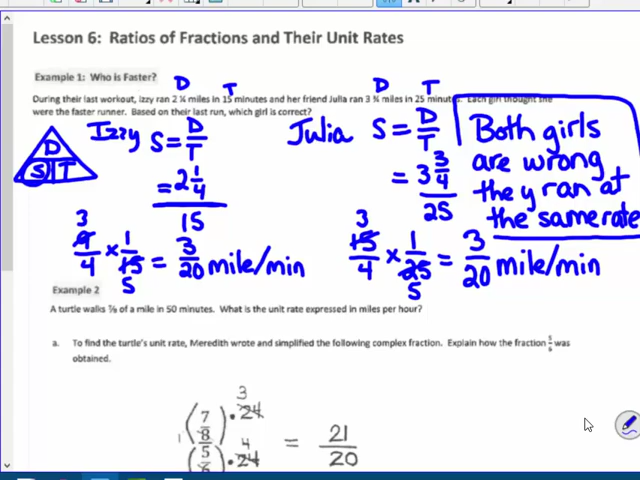 Lesson 6: Ratios of Fractions and Their Unit Rates
Example 1: Who is Faster?
D T D T
During their last workout, Izzy ran 2 ¼ miles in 15 minutes and her friend Julia ran 3 ¾ miles in 25 minutes. Each girl thought she
were the faster runner. Based on their last run, which girl is correct?
D
S T
Izzy S = D/T
= 2 1/4 / 15
3
9/4 × 1/15 = 3/20 mile/min
5
Julia S = D/T
= 3 3/4 / 25
3
15/4 × 1/25 = 3/20 mile/min
5
Both girls
are wrong
they ran at
the same rate
Example 2
A turtle walks ⅞ of a mile in 50 minutes. What is the unit rate expressed in miles per hour?
a. To find the turtle's unit rate, Meredith wrote and simplified the following complex fraction. Explain how the fraction 5/6 was
obtained.
3
(7/8) · 24
1 4
(5/6) · 24
= 21/20